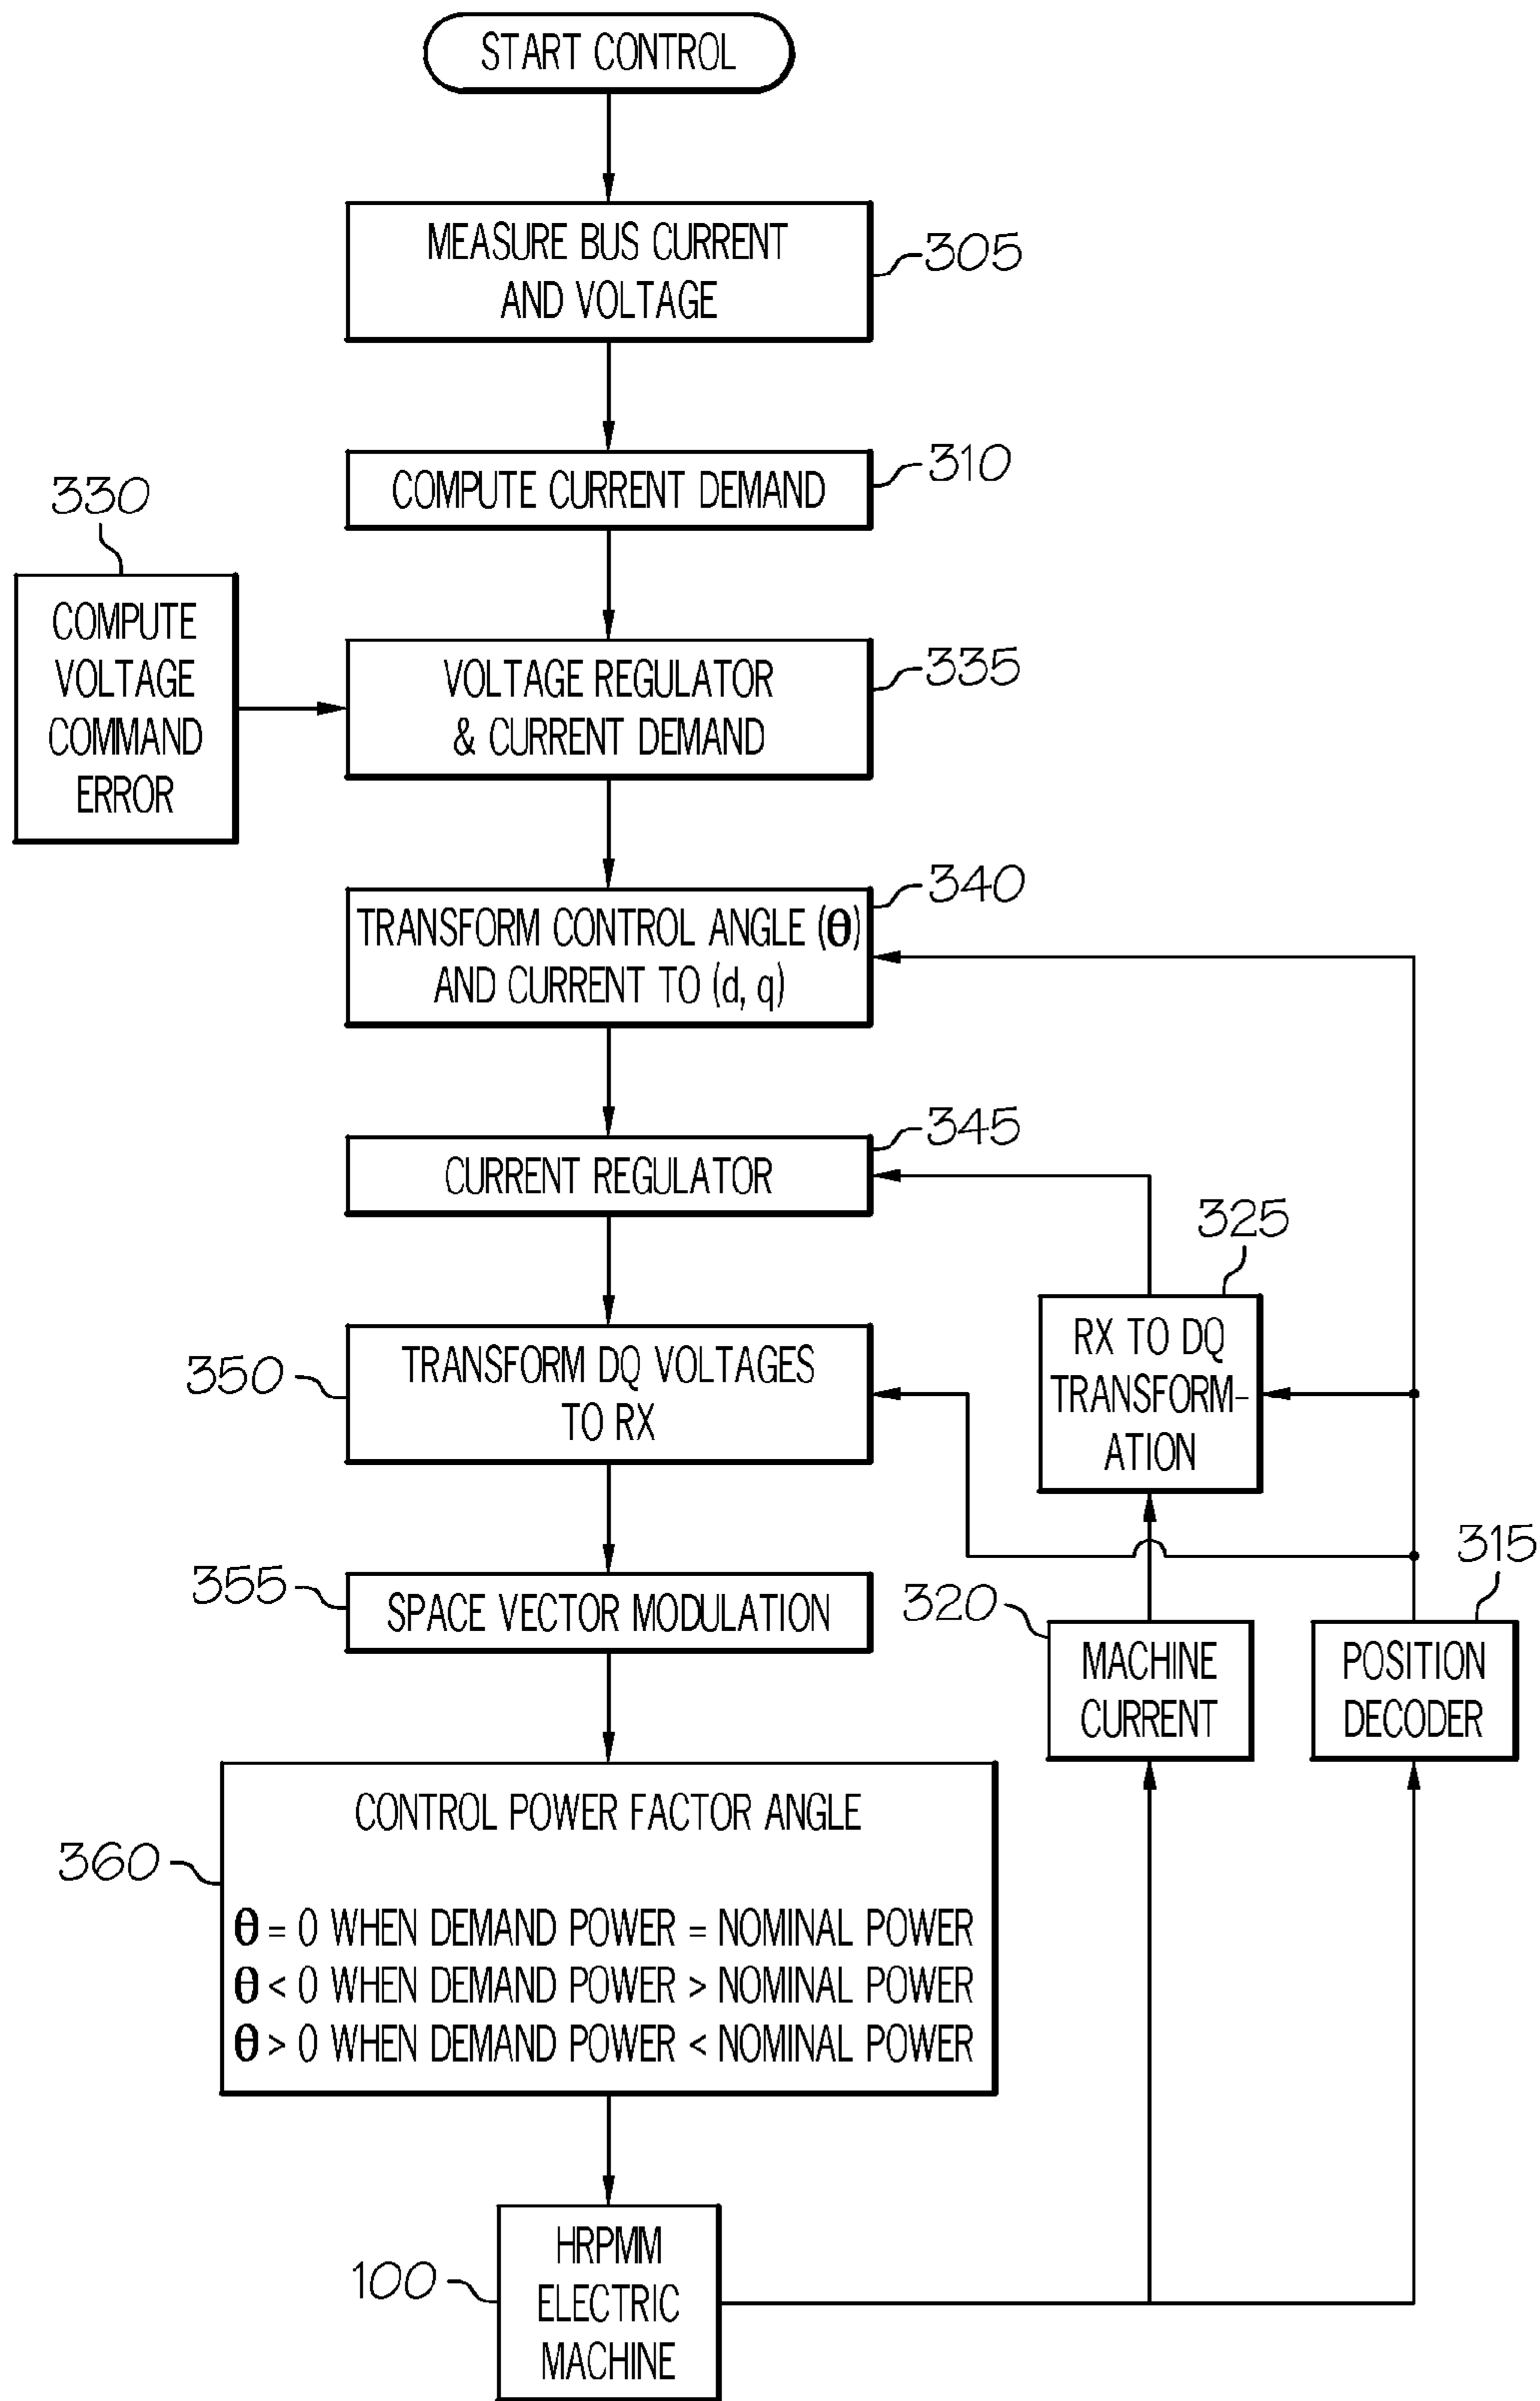 START CONTROL
MEASURE BUS CURRENT
AND VOLTAGE
305
COMPUTE CURRENT DEMAND
310
330
COMPUTE
VOLTAGE
COMMAND
ERROR
VOLTAGE REGULATOR
& CURRENT DEMAND
335
TRANSFORM CONTROL ANGLE (θ)
AND CURRENT TO (d, q)
340
CURRENT REGULATOR
345
325
RX TO DQ
TRANSFORM-
ATION
350
TRANSFORM DQ VOLTAGES
TO RX
355
SPACE VECTOR MODULATION
320
MACHINE
CURRENT
315
POSITION
DECODER
360
CONTROL POWER FACTOR ANGLE
θ = 0 WHEN DEMAND POWER = NOMINAL POWER
θ < 0 WHEN DEMAND POWER > NOMINAL POWER
θ > 0 WHEN DEMAND POWER < NOMINAL POWER
100
HRPMM
ELECTRIC
MACHINE